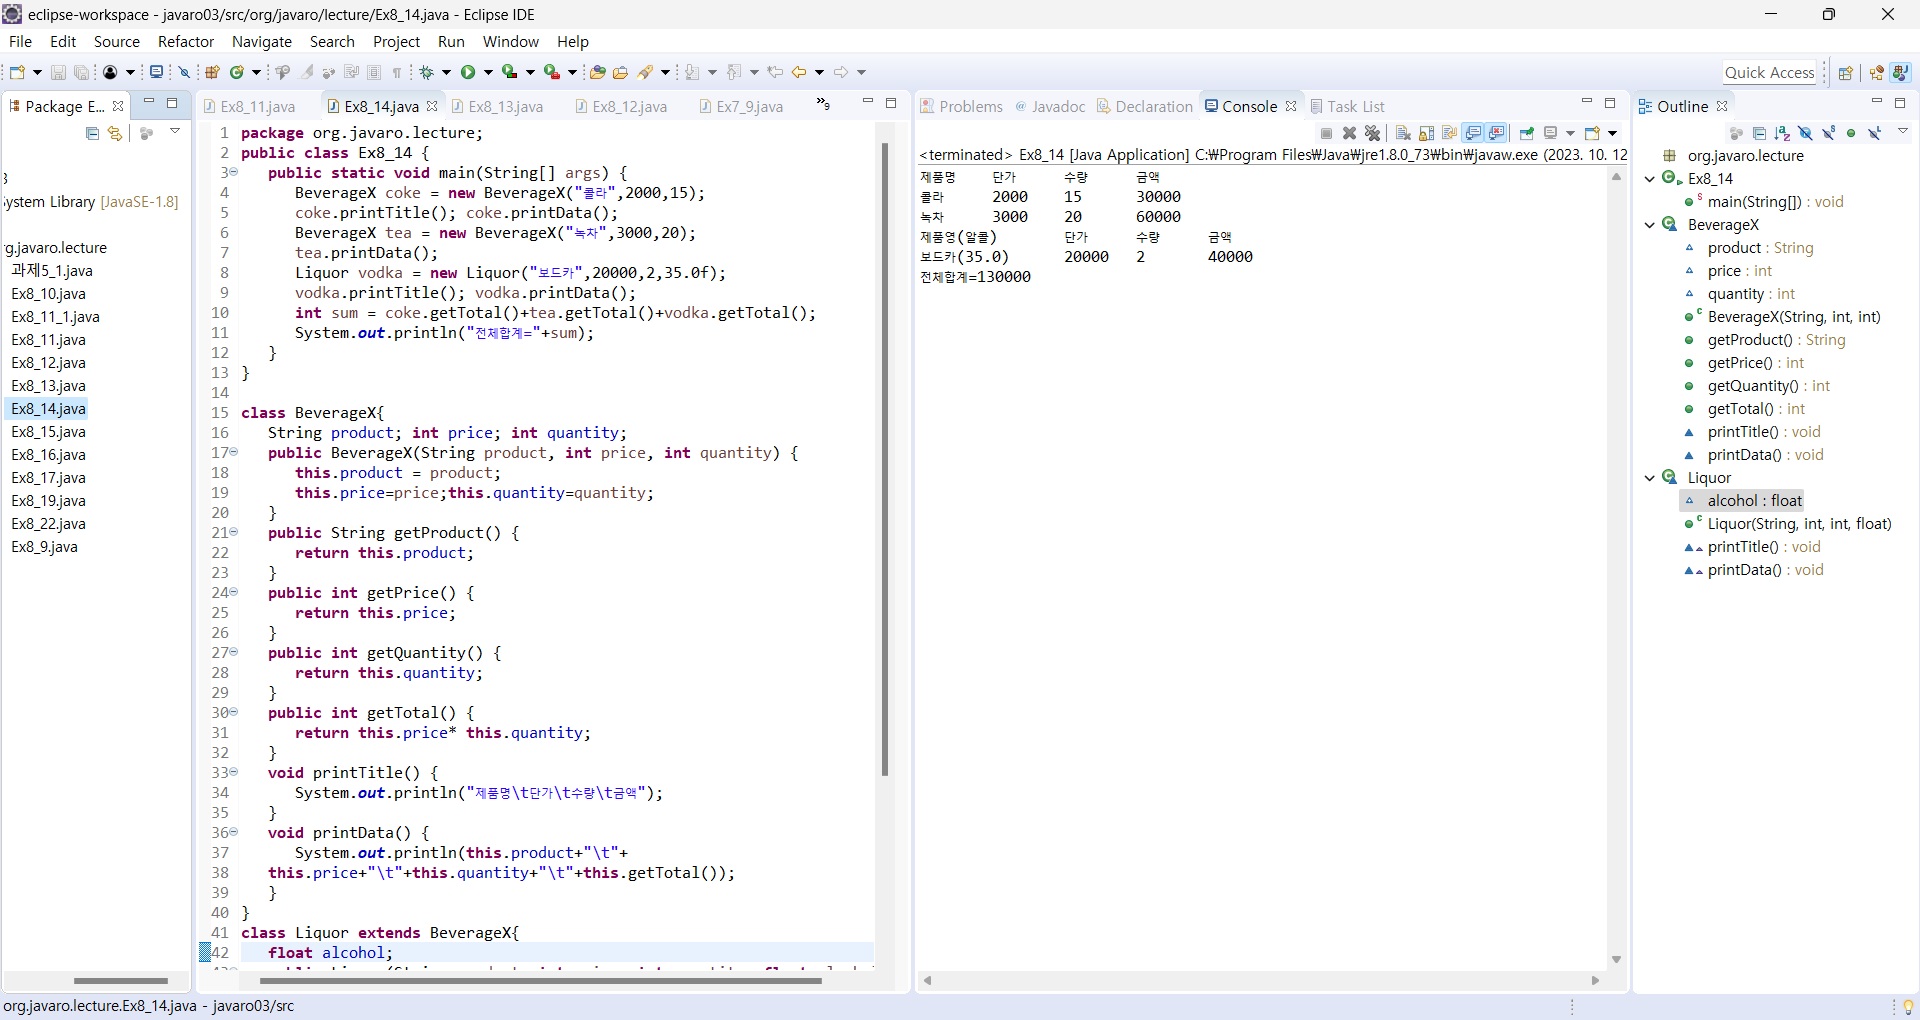 eclipse-workspace - javaro03/src/org/javaro/lecture/Ex8_14.java - Eclipse IDE
File Edit Source Refactor Navigate Search Project Run Window Help
Quick Access
Package E...
3
ystem Library [JavaSE-1.8]
g.javaro.lecture
과제5_1.java
Ex8_10.java
Ex8_11_1.java
Ex8_11.java
Ex8_12.java
Ex8_13.java
Ex8_14.java
Ex8_15.java
Ex8_16.java
Ex8_17.java
Ex8_19.java
Ex8_22.java
Ex8_9.java
Ex8_11.java Ex8_14.java Ex8_13.java Ex8_12.java Ex7_9.java »9
1 package org.javaro.lecture;
2 public class Ex8_14 {
3 public static void main(String[] args) {
4 BeverageX coke = new BeverageX("콜라",2000,15);
5 coke.printTitle(); coke.printData();
6 BeverageX tea = new BeverageX("녹차",3000,20);
7 tea.printData();
8 Liquor vodka = new Liquor("보드카",20000,2,35.0f);
9 vodka.printTitle(); vodka.printData();
10 int sum = coke.getTotal()+tea.getTotal()+vodka.getTotal();
11 System.out.println("전체합계="+sum);
12 }
13 }
14
15 class BeverageX{
16 String product; int price; int quantity;
17 public BeverageX(String product, int price, int quantity) {
18 this.product = product;
19 this.price=price;this.quantity=quantity;
20 }
21 public String getProduct() {
22 return this.product;
23 }
24 public int getPrice() {
25 return this.price;
26 }
27 public int getQuantity() {
28 return this.quantity;
29 }
30 public int getTotal() {
31 return this.price* this.quantity;
32 }
33 void printTitle() {
34 System.out.println("제품명\t단가\t수량\t금액");
35 }
36 void printData() {
37 System.out.println(this.product+"\t"+
38 this.price+"\t"+this.quantity+"\t"+this.getTotal());
39 }
40 }
41 class Liquor extends BeverageX{
42 float alcohol;
Problems @ Javadoc Declaration Console Task List
<terminated> Ex8_14 [Java Application] C:₩Program Files₩Java₩jre1.8.0_73₩bin₩javaw.exe (2023. 10. 12
제품명 단가 수량 금액
콜라 2000 15 30000
녹차 3000 20 60000
제품영(알콜) 단가 수량 금액
보드카(35.0) 20000 2 40000
전체합계=130000
Outline
org.javaro.lecture
Ex8_14
main(String[]) : void
BeverageX
product : String
price : int
quantity : int
BeverageX(String, int, int)
getProduct() : String
getPrice() : int
getQuantity() : int
getTotal() : int
printTitle() : void
printData() : void
Liquor
alcohol : float
Liquor(String, int, int, float)
printTitle() : void
printData() : void
org.javaro.lecture.Ex8_14.java - javaro03/src